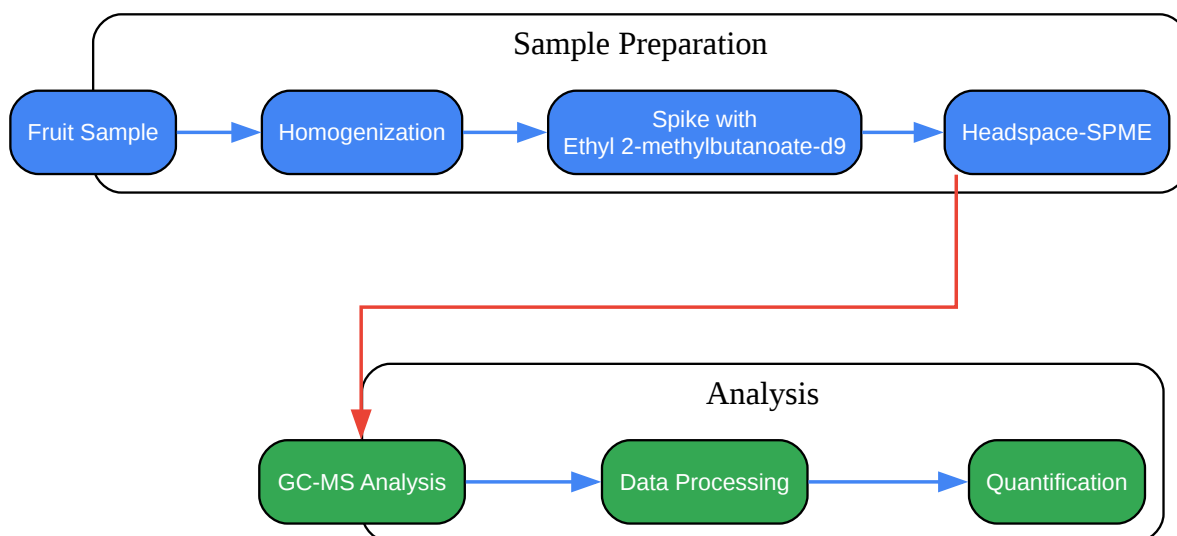 Sample Preparation
Fruit Sample
Homogenization
Spike with
Ethyl 2-methylbutanoate-d9
Headspace-SPME
Analysis
GC-MS Analysis
Data Processing
Quantification